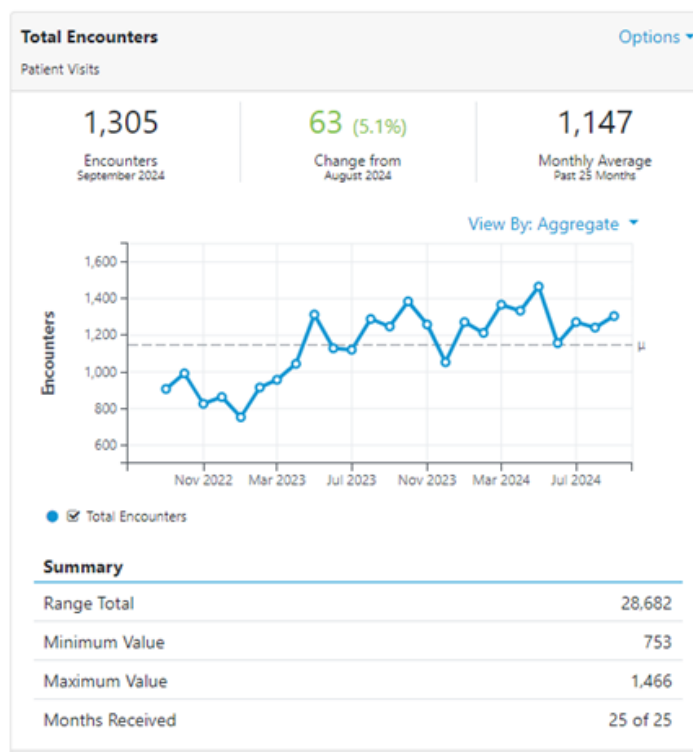 Total Encounters
Options
Patient Visits
1,305
Encounters
September 2024
63 (5.1%)
Change from
August 2024
1,147
Monthly Average
Past 25 Months
View By: Aggregate
Encounters
1,600
1,400
1,200
1,000
800
600
μ
Nov 2022 Mar 2023 Jul 2023 Nov 2023 Mar 2024 Jul 2024
Total Encounters
Summary
Range Total 28,682
Minimum Value 753
Maximum Value 1,466
Months Received 25 of 25